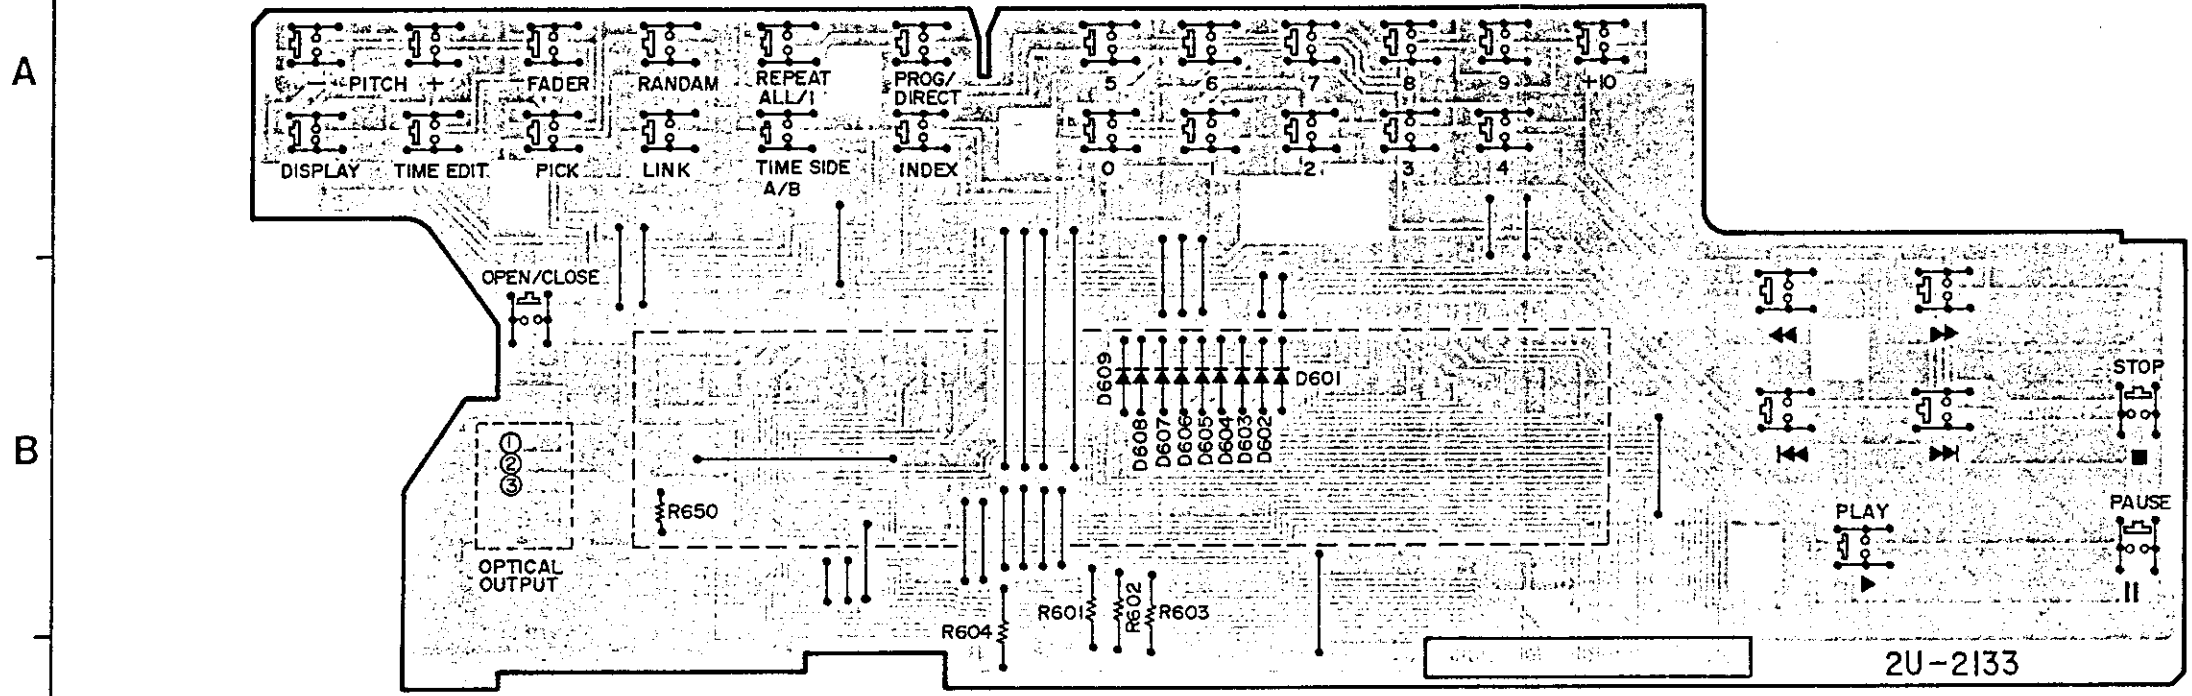 A
5 6 7 8 9 +10
− PITCH + FADER RANDAM REPEAT ALL/1 PROG/DIRECT
0 1 2 3 4
DISPLAY TIME EDIT PICK LINK TIME SIDE A/B INDEX
OPEN/CLOSE
◀◀ ▶▶
STOP
D609 D601
B
① 
② 
③
D608 D607 D606 D605 D604 D603 D602
|◀◀ ▶▶|
■
R650
PLAY PAUSE
OPTICAL
OUTPUT
▶ II
R604 R601 R602 R603
2U-2133